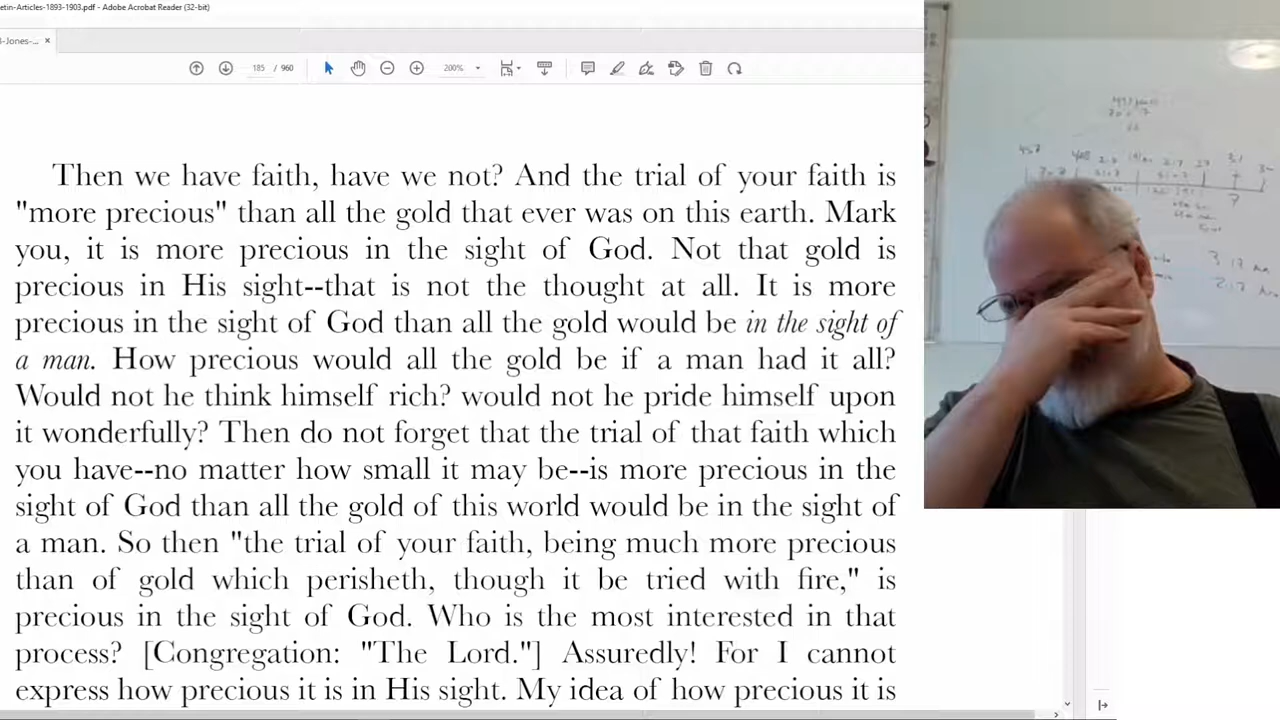 etin-Articles-1893-1903.pdf - Adobe Acrobat Reader (32-bit)
-Jones-... ×
185 / 960
200%
Then we have faith, have we not? And the trial of your faith is
"more precious" than all the gold that ever was on this earth. Mark
you, it is more precious in the sight of God. Not that gold is
precious in His sight--that is not the thought at all. It is more
precious in the sight of God than all the gold would be in the sight of
a man. How precious would all the gold be if a man had it all?
Would not he think himself rich? would not he pride himself upon
it wonderfully? Then do not forget that the trial of that faith which
you have--no matter how small it may be--is more precious in the
sight of God than all the gold of this world would be in the sight of
a man. So then "the trial of your faith, being much more precious
than of gold which perisheth, though it be tried with fire," is
precious in the sight of God. Who is the most interested in that
process? [Congregation: "The Lord."] Assuredly! For I cannot
express how precious it is in His sight. My idea of how precious it is